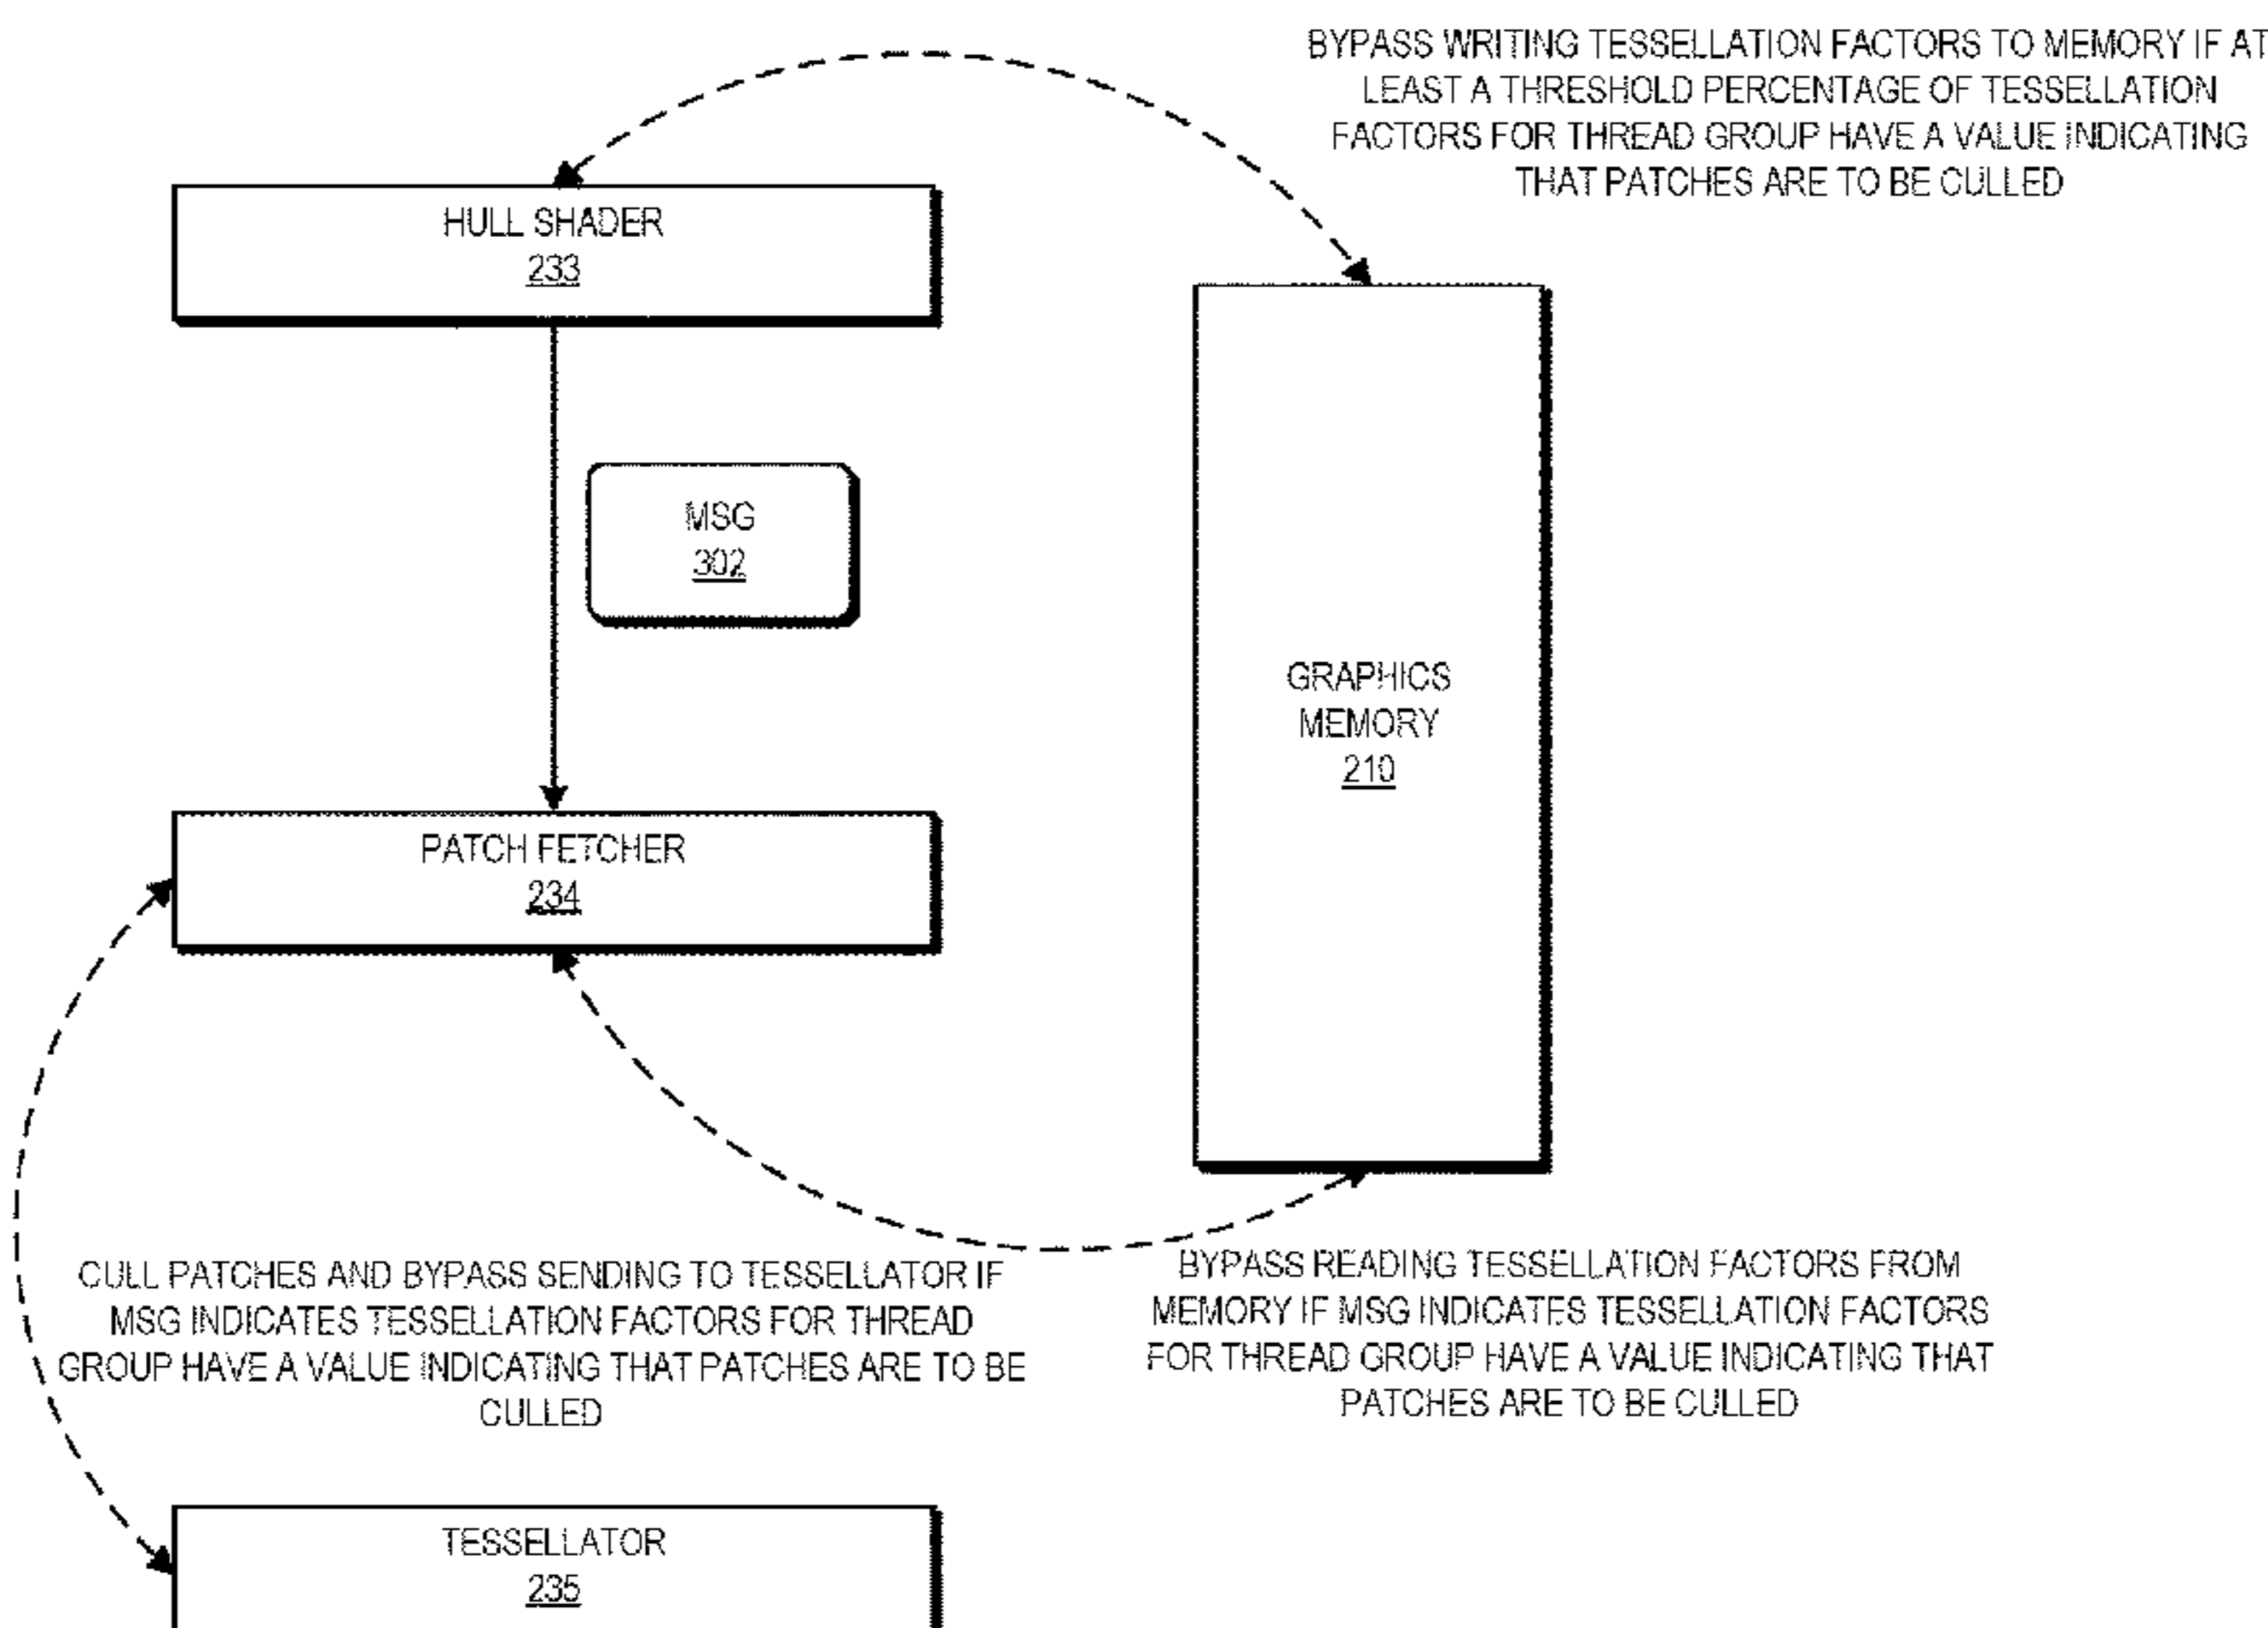 BYPASS WRITING TESSELLATION FACTORS TO MEMORY IF AT
LEAST A THRESHOLD PERCENTAGE OF TESSELLATION
FACTORS FOR THREAD GROUP HAVE A VALUE INDICATING
THAT PATCHES ARE TO BE CULLED
HULL SHADER
233
MSG
302
GRAPHICS
MEMORY
210
PATCH FETCHER
234
CULL PATCHES AND BYPASS SENDING TO TESSELLATOR IF
MSG INDICATES TESSELLATION FACTORS FOR THREAD
GROUP HAVE A VALUE INDICATING THAT PATCHES ARE TO BE
CULLED
BYPASS READING TESSELLATION FACTORS FROM
MEMORY IF MSG INDICATES TESSELLATION FACTORS
FOR THREAD GROUP HAVE A VALUE INDICATING THAT
PATCHES ARE TO BE CULLED
TESSELLATOR
235